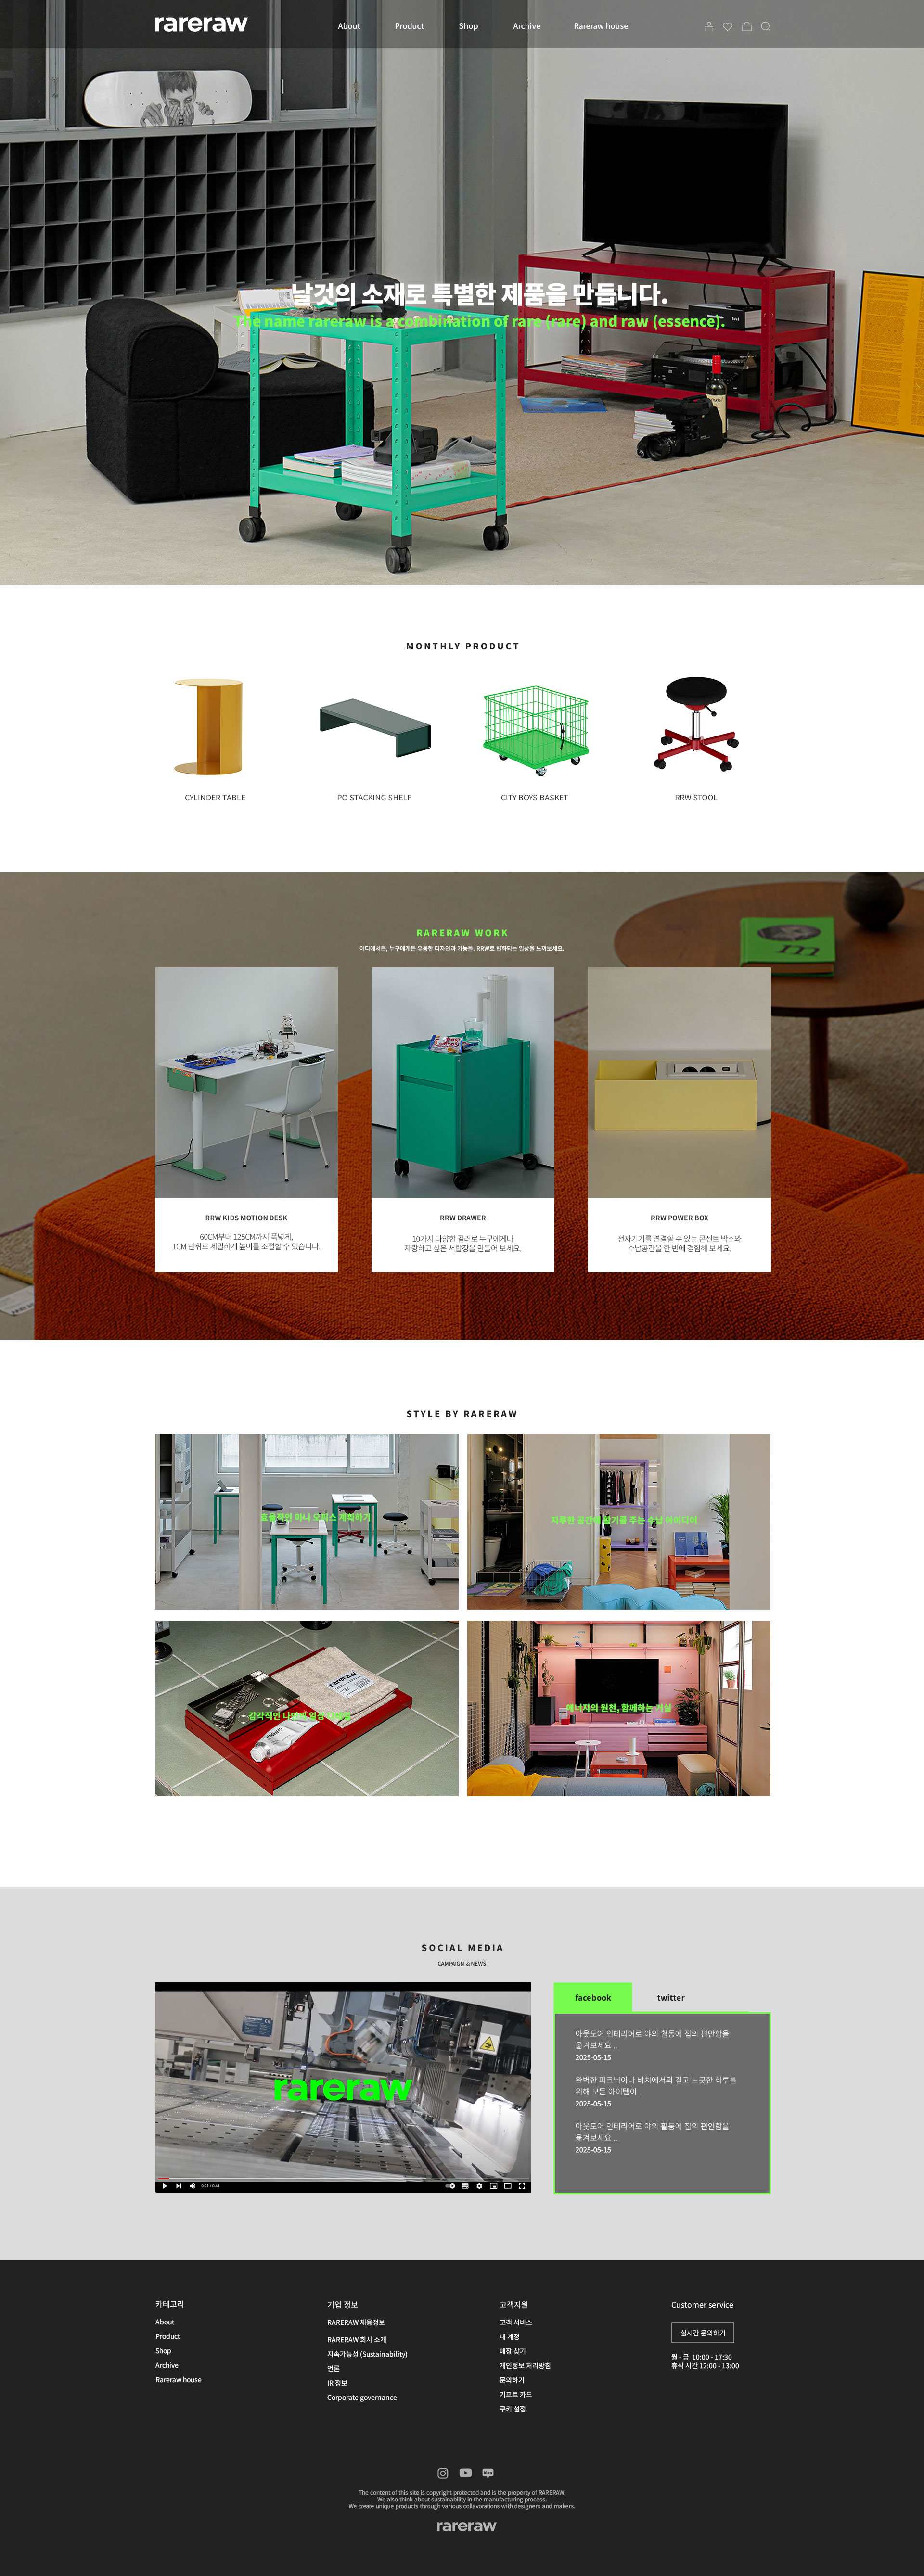 rareraw
About Product Shop Archive Rareraw house
날것의 소재로 특별한 제품을 만듭니다.
The name rareraw is a combination of rare (rare) and raw (essence).
MONTHLY PRODUCT
CYLINDER TABLE
PO STACKING SHELF
CITY BOYS BASKET
RRW STOOL
RARERAW WORK
어디에서든, 누구에게든 유용한 디자인과 기능들. RRW로 변화되는 일상을 느껴보세요.
RRW KIDS MOTION DESK
60CM부터 125CM까지 폭넓게,
1CM 단위로 세밀하게 높이를 조절할 수 있습니다.
RRW DRAWER
10가지 다양한 컬러로 누구에게나
자랑하고 싶은 서랍장을 만들어 보세요.
RRW POWER BOX
전자기기를 연결할 수 있는 콘센트 박스와
수납공간을 한 번에 경험해 보세요.
STYLE BY RARERAW
효율적인 미니 오피스 계획하기
지루한 공간에 활기를 주는 수납 아이디어
rareraw
감각적인 나만의 일상
에너지의 원천, 함께하는 거실
SOCIAL MEDIA
CAMPAIGN & NEWS
rareraw
0:01 / 0:44
facebook twitter
아웃도어 인테리어로 야외 활동에 집의 편안함을
옮겨보세요 ..
2025-05-15
완벽한 피크닉이나 비치에서의 길고 느긋한 하루를
위해 모든 아이템이 ..
2025-05-15
아웃도어 인테리어로 야외 활동에 집의 편안함을
옮겨보세요 ..
2025-05-15
카테고리
About
Product
Shop
Archive
Rareraw house
기업 정보
RARERAW 채용정보
RARERAW 회사 소개
지속가능성 (Sustainability)
언론
IR 정보
Corporate governance
고객지원
고객 서비스
내 계정
매장 찾기
개인정보 처리방침
문의하기
기프트 카드
쿠키 설정
Customer service
실시간 문의하기
월 - 금 10:00 - 17:30
휴식 시간 12:00 - 13:00
The content of this site is copyright-protected and is the property of RARERAW.
We also think about sustainability in the manufacturing process.
We create unique products through various collavorations with designers and makers.
rareraw